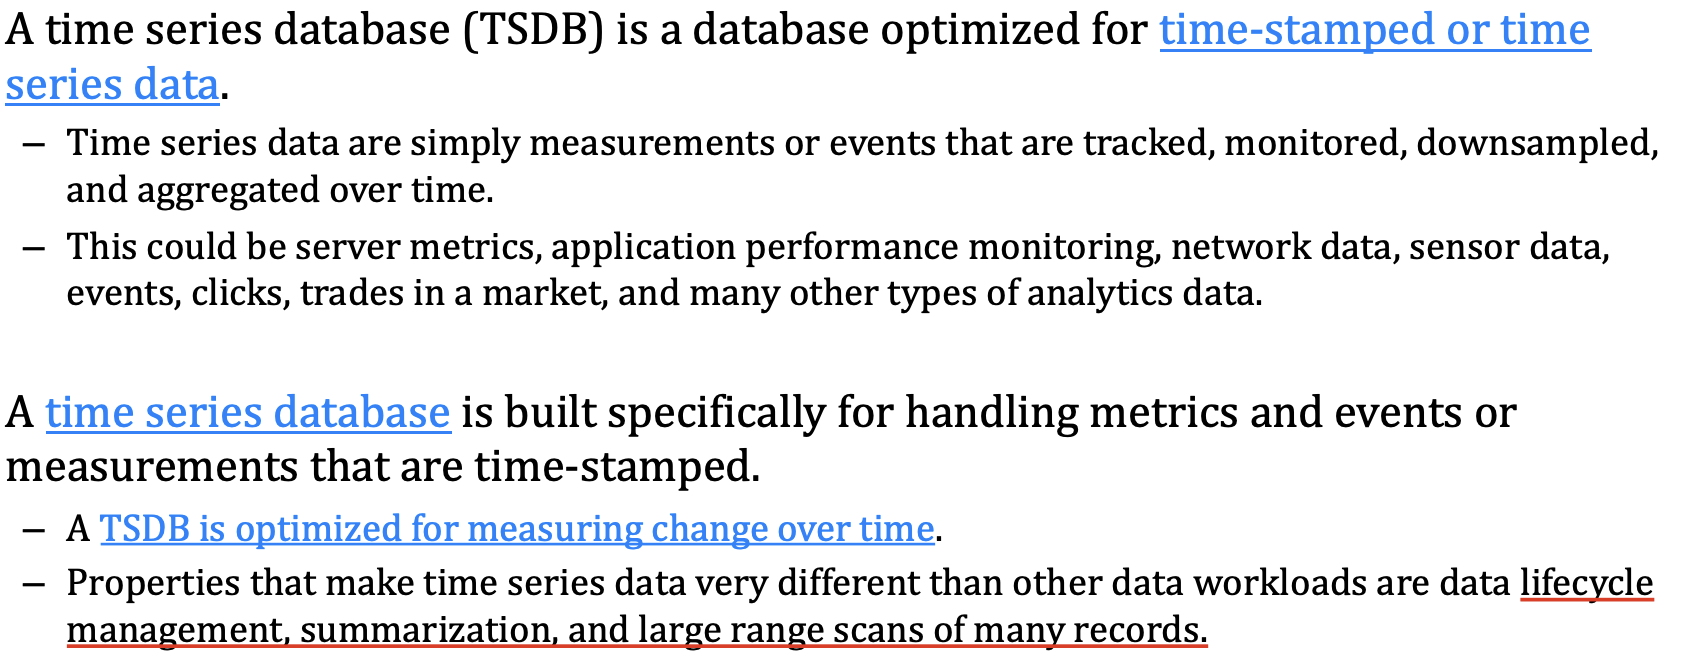 A time series database (TSDB) is a database optimized for time-stamped or time
series data.
– Time series data are simply measurements or events that are tracked, monitored, downsampled,
and aggregated over time.
– This could be server metrics, application performance monitoring, network data, sensor data,
events, clicks, trades in a market, and many other types of analytics data.
A time series database is built specifically for handling metrics and events or
measurements that are time-stamped.
– A TSDB is optimized for measuring change over time.
– Properties that make time series data very different than other data workloads are data lifecycle
management, summarization, and large range scans of many records.